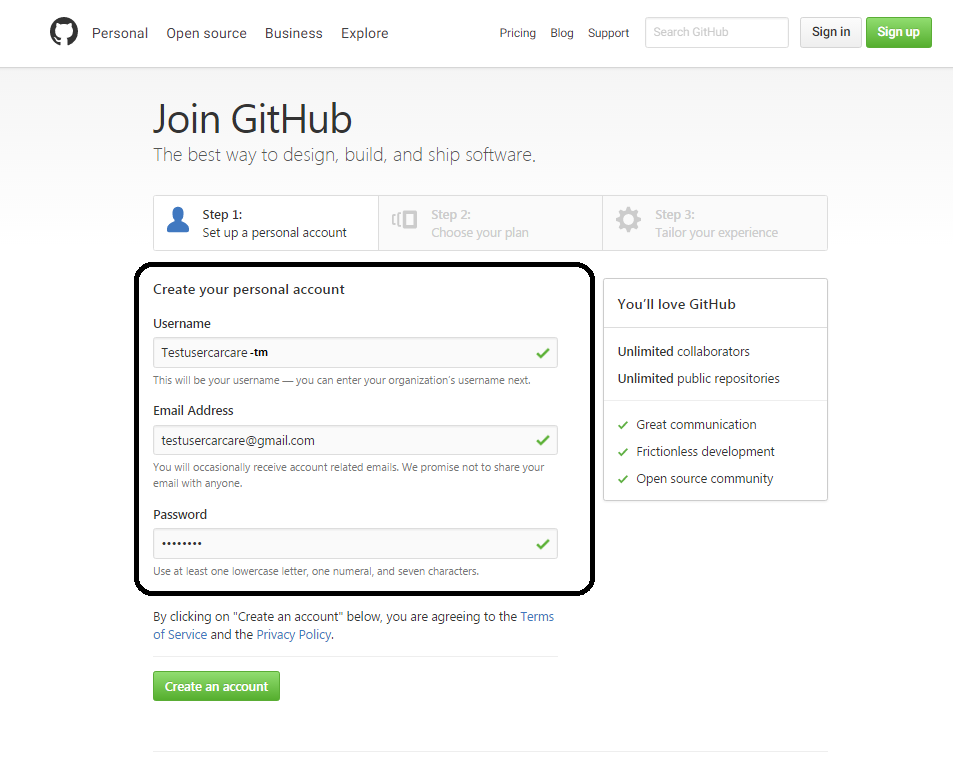 Personal Open source Business Explore Pricing Blog Support Search GitHub Sign in Sign up
Join GitHub
The best way to design, build, and ship software.
Step 1:
Set up a personal account
Step 2:
Choose your plan
Step 3:
Tailor your experience
Create your personal account
Username
Testusercarcare -tm
This will be your username — you can enter your organization's username next.
Email Address
testusercarcare@gmail.com
You will occasionally receive account related emails. We promise not to share your
email with anyone.
Password
••••••••
Use at least one lowercase letter, one numeral, and seven characters.
By clicking on "Create an account" below, you are agreeing to the Terms
of Service and the Privacy Policy.
Create an account
You'll love GitHub
Unlimited collaborators
Unlimited public repositories
Great communication
Frictionless development
Open source community